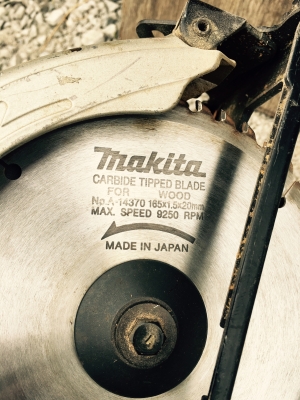 makita
CARBIDE TIPPED BLADE
FOR WOOD
No.A-14370 165x1.5x20mm
MAX. SPEED 9250 RPM
MADE IN JAPAN